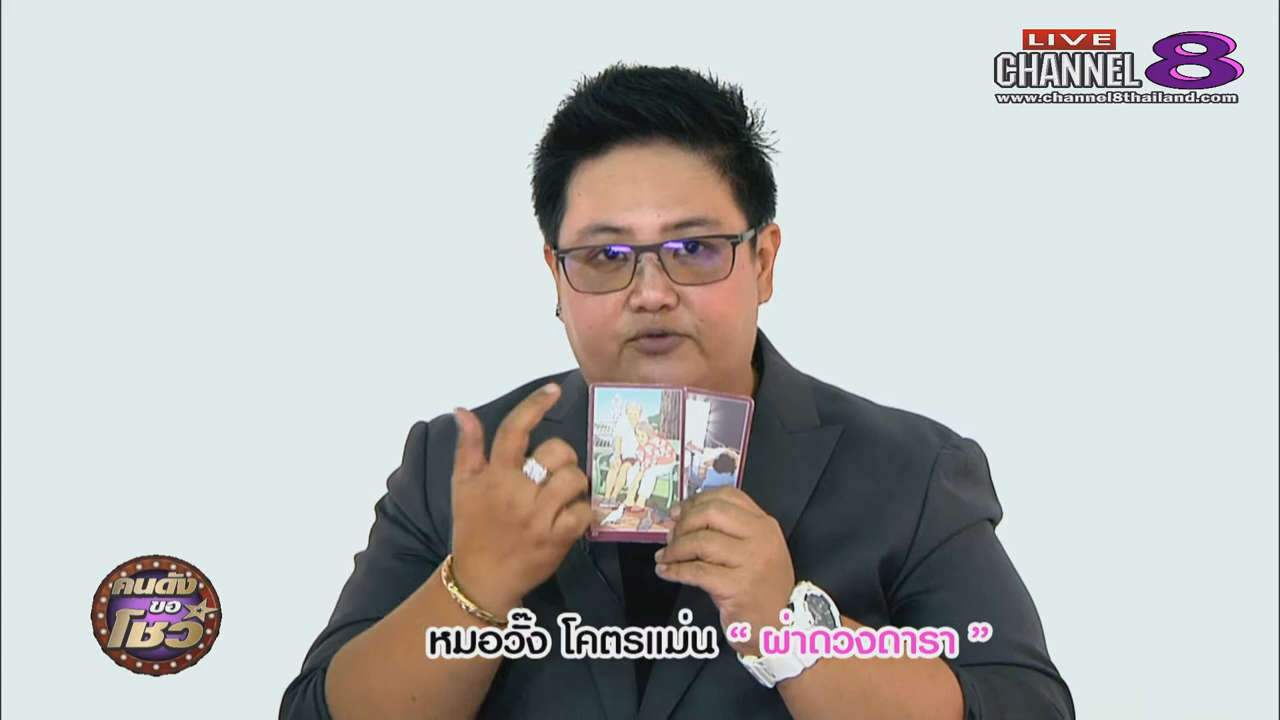 LIVE
CHANNEL 8
www.channel8thailand.com
คนดัง
ขอ
โชว์
หมอวิ๊ง โคตรแม่น “ ผ่าดวงดารา ”